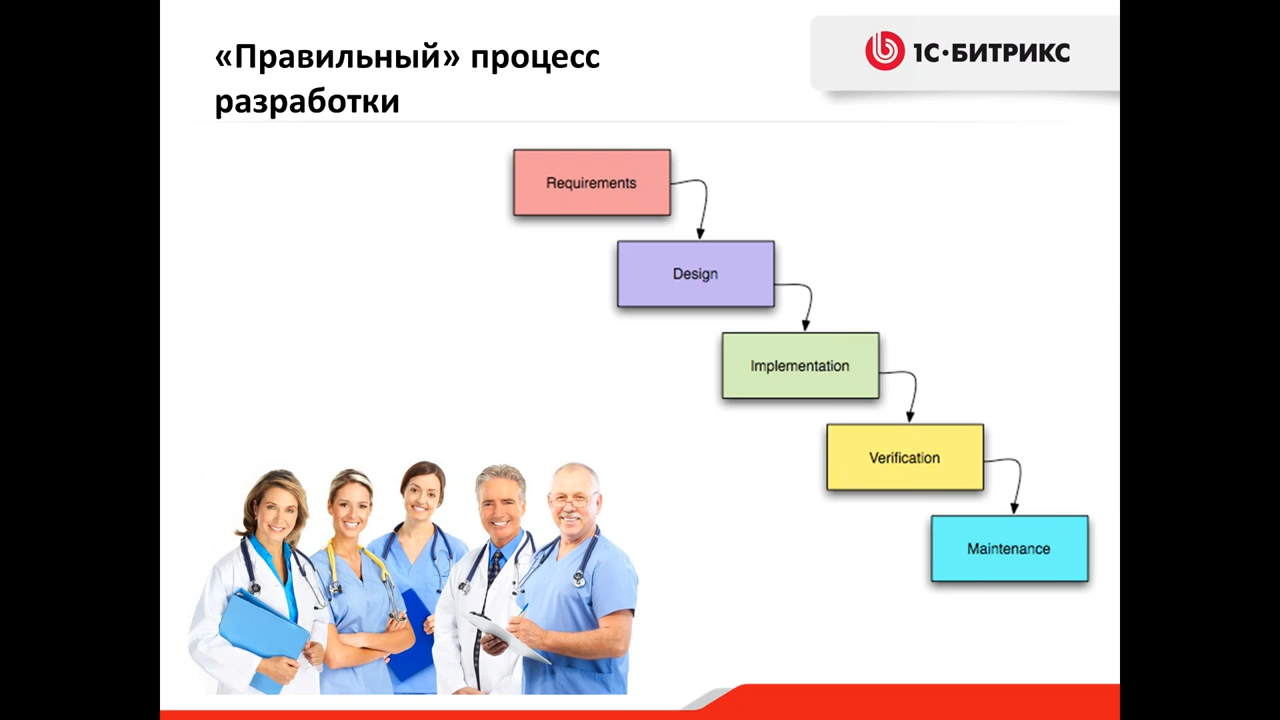 «Правильный» процесс
разработки
1С·БИТРИКС
Requirements
Design
Implementation
Verification
Maintenance